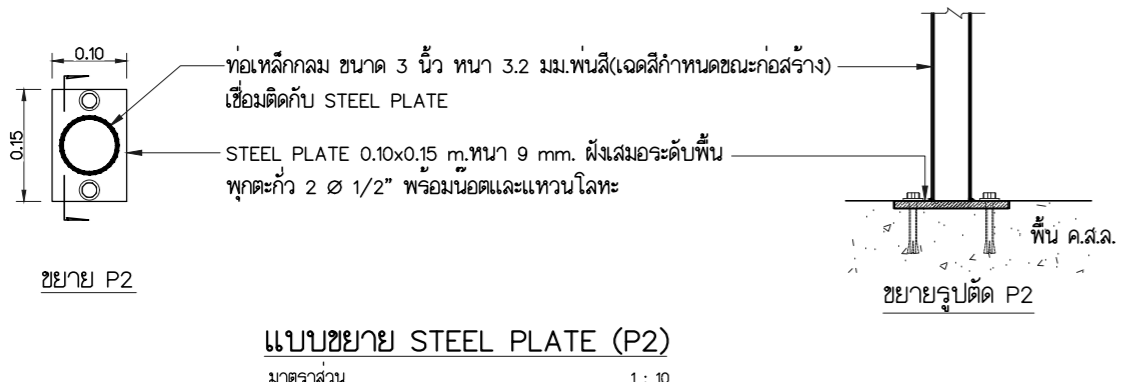 0.10
0.15
ท่อเหล็กกลม ขนาด 3 นิ้ว หนา 3.2 มม.พ่นสี(เฉดสีกำหนดขณะก่อสร้าง)
เชื่อมติดกับ STEEL PLATE
STEEL PLATE 0.10x0.15 m.หนา 9 mm. ฝังเสมอระดับพื้น
พุกตะกั่ว 2 Ø 1/2" พร้อมน๊อตและแหวนโลหะ
พื้น ค.ส.ล.
ขยาย P2
ขยายรูปตัด P2
แบบขยาย STEEL PLATE (P2)
มาตราส่วน 1 : 10